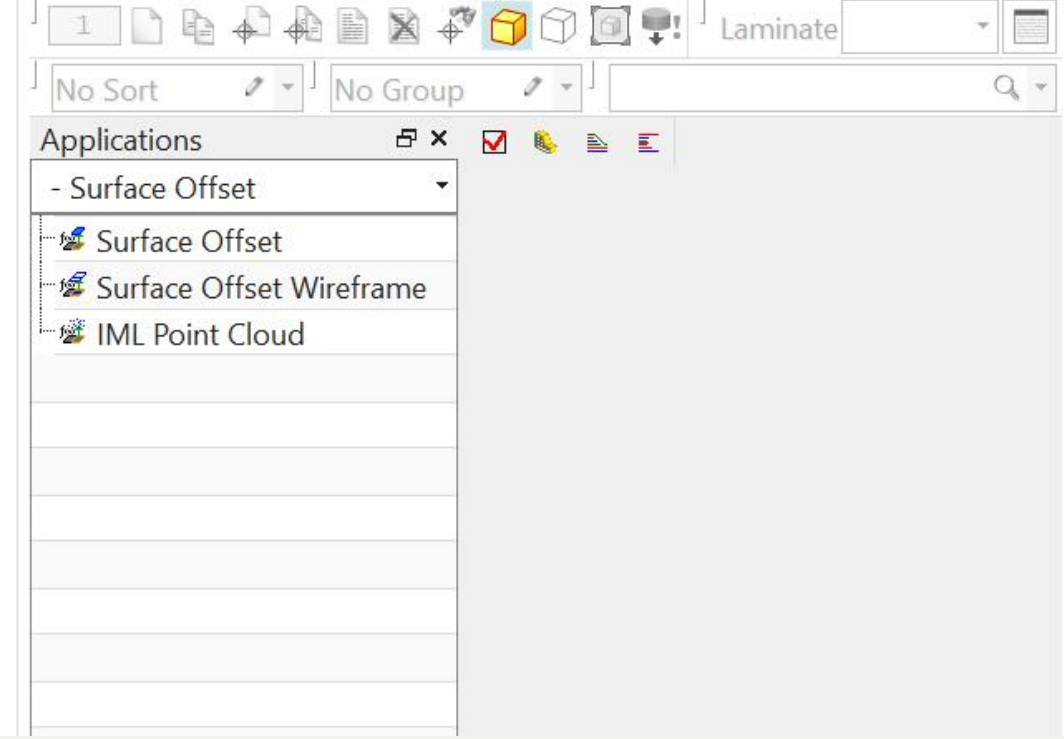 1 Laminate
No Sort No Group
Applications
- Surface Offset
Surface Offset
Surface Offset Wireframe
IML Point Cloud